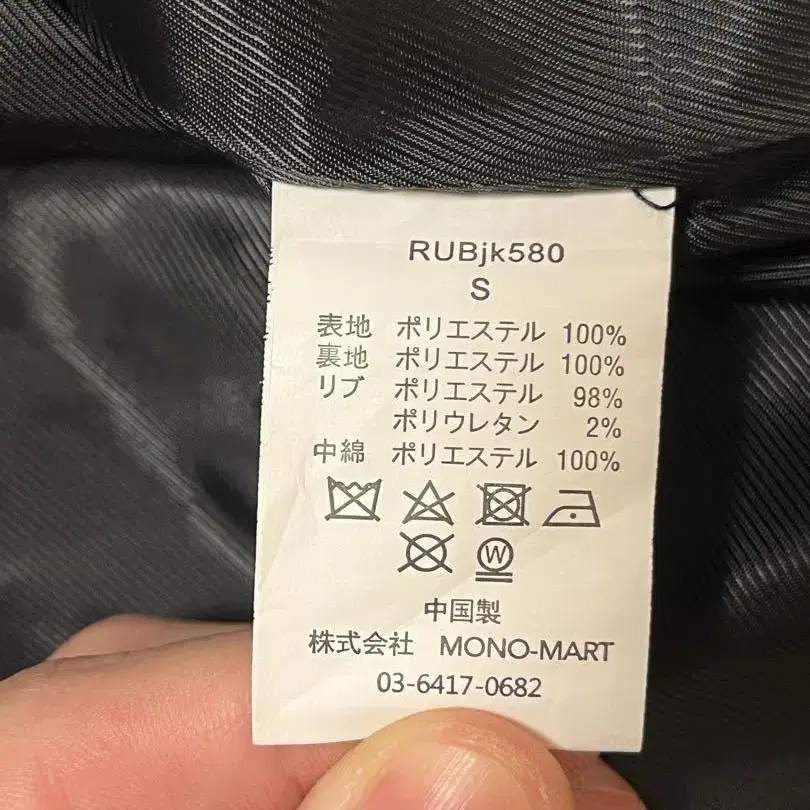 RUBjk580
S
表地 ポリエステル 100%
裏地 ポリエステル 100%
リブ ポリエステル 98%
ポリウレタン 2%
中綿 ポリエステル 100%
W
中国製
株式会社 MONO-MART
03-6417-0682